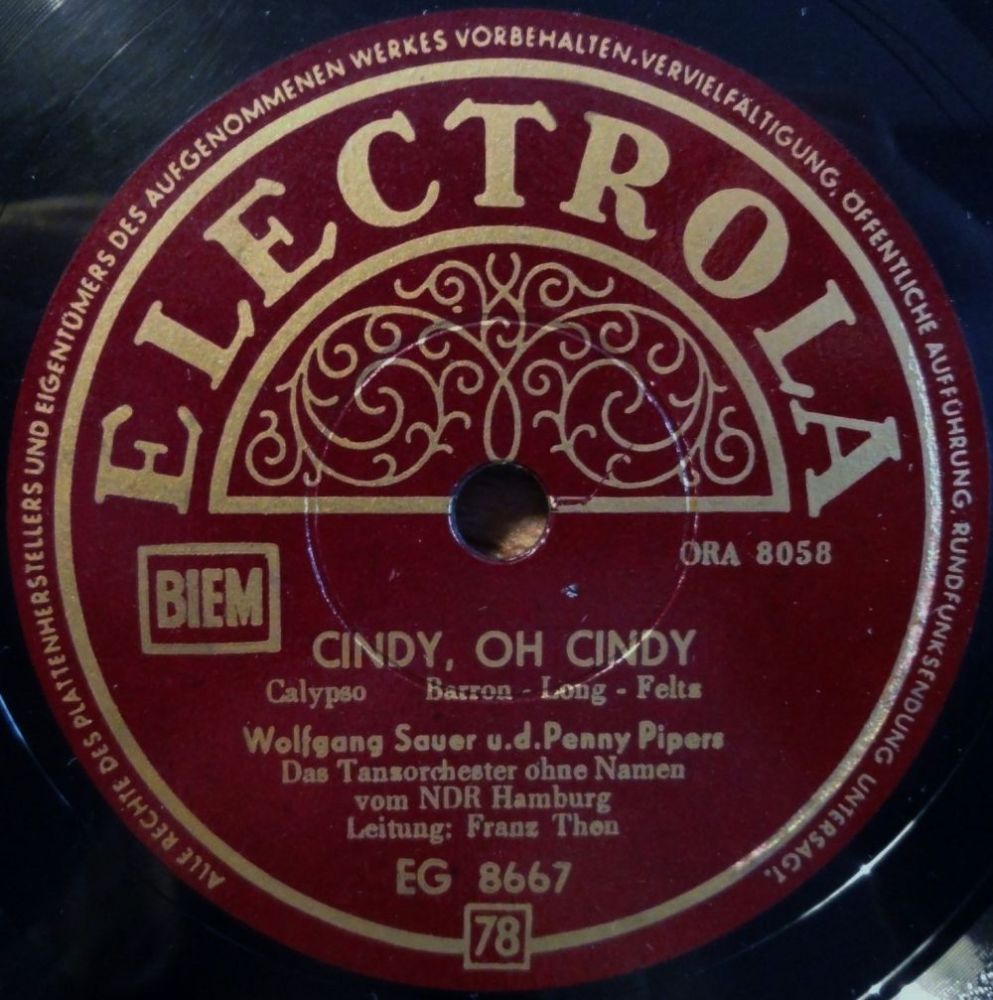 ALLE RECHTE DES PLATTENHERSTELLERS UND EIGENTÜMERS DES AUFGENOMMENEN WERKES VORBEHALTEN. VERVIELFÄLTIGUNG, ÖFFENTLICHE AUFFÜHRUNG, RUNDFUNKSENDUNG UNTERSAGT.
ELECTROLA
ORA 8058
BIEM
CINDY, OH CINDY
Calypso Barron - Long - Feltz
Wolfgang Sauer u.d. Penny Pipers
Das Tanzorchester ohne Namen
vom NDR Hamburg
Leitung: Franz Thon
EG 8667
78